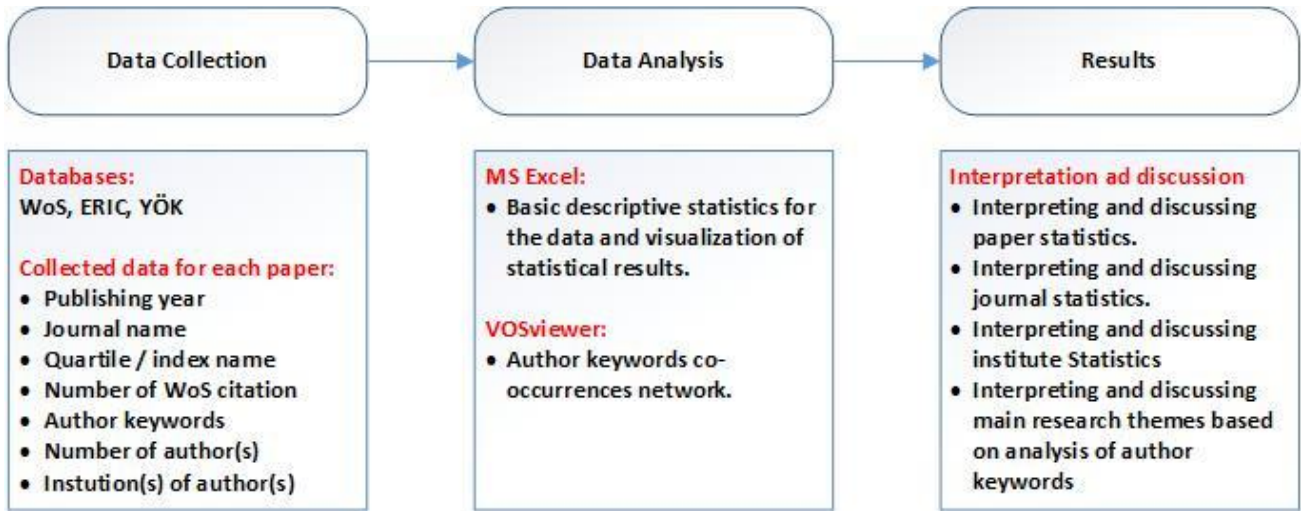 Data Collection
Data Analysis
Results
Databases:
WoS, ERIC, YÖK
Collected data for each paper:
• Publishing year
• Journal name
• Quartile / index name
• Number of WoS citation
• Author keywords
• Number of author(s)
• Instution(s) of author(s)
MS Excel:
• Basic descriptive statistics for
the data and visualization of
statistical results.
VOSviewer:
• Author keywords co-
occurrences network.
Interpretation ad discussion
• Interpreting and discussing
paper statistics.
• Interpreting and discussing
journal statistics.
• Interpreting and discussing
institute Statistics
• Interpreting and discussing
main research themes based
on analysis of author
keywords